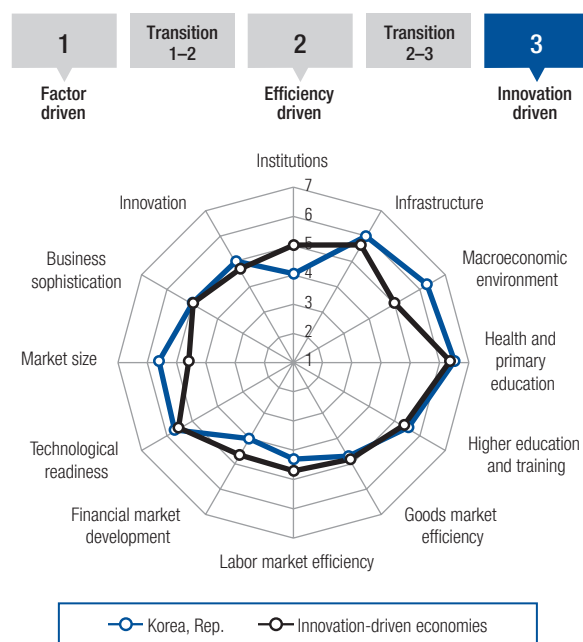 1
Transition
1–2
2
Transition
2–3
3
Factor
driven
Efficiency
driven
Innovation
driven
Institutions
7
6
5
4
3
2
1
Infrastructure
Macroeconomic
environment
Health and
primary
education
Higher education
and training
Goods market
efficiency
Labor market efficiency
Financial market
development
Technological
readiness
Market size
Business
sophistication
Innovation
Korea, Rep.
Innovation-driven economies